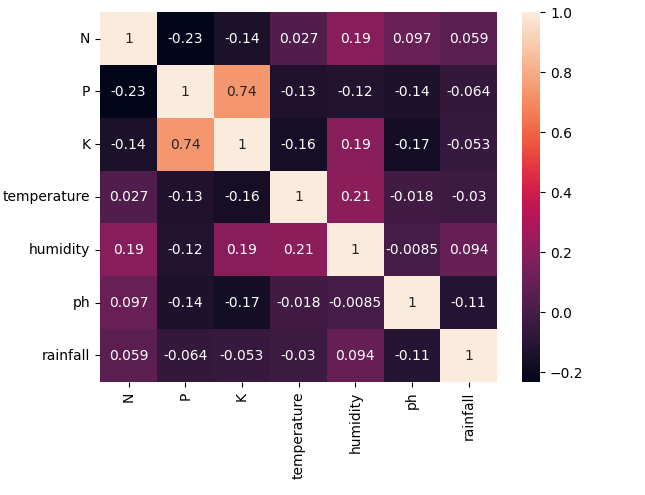 N 1 -0.23 -0.14 0.027 0.19 0.097 0.059
P -0.23 1 0.74 -0.13 -0.12 -0.14 -0.064
K -0.14 0.74 1 -0.16 0.19 -0.17 -0.053
temperature 0.027 -0.13 -0.16 1 0.21 -0.018 -0.03
humidity 0.19 -0.12 0.19 0.21 1 -0.0085 0.094
ph 0.097 -0.14 -0.17 -0.018 -0.0085 1 -0.11
rainfall 0.059 -0.064 -0.053 -0.03 0.094 -0.11 1
N P K temperature humidity ph rainfall
1.0
0.8
0.6
0.4
0.2
0.0
−0.2